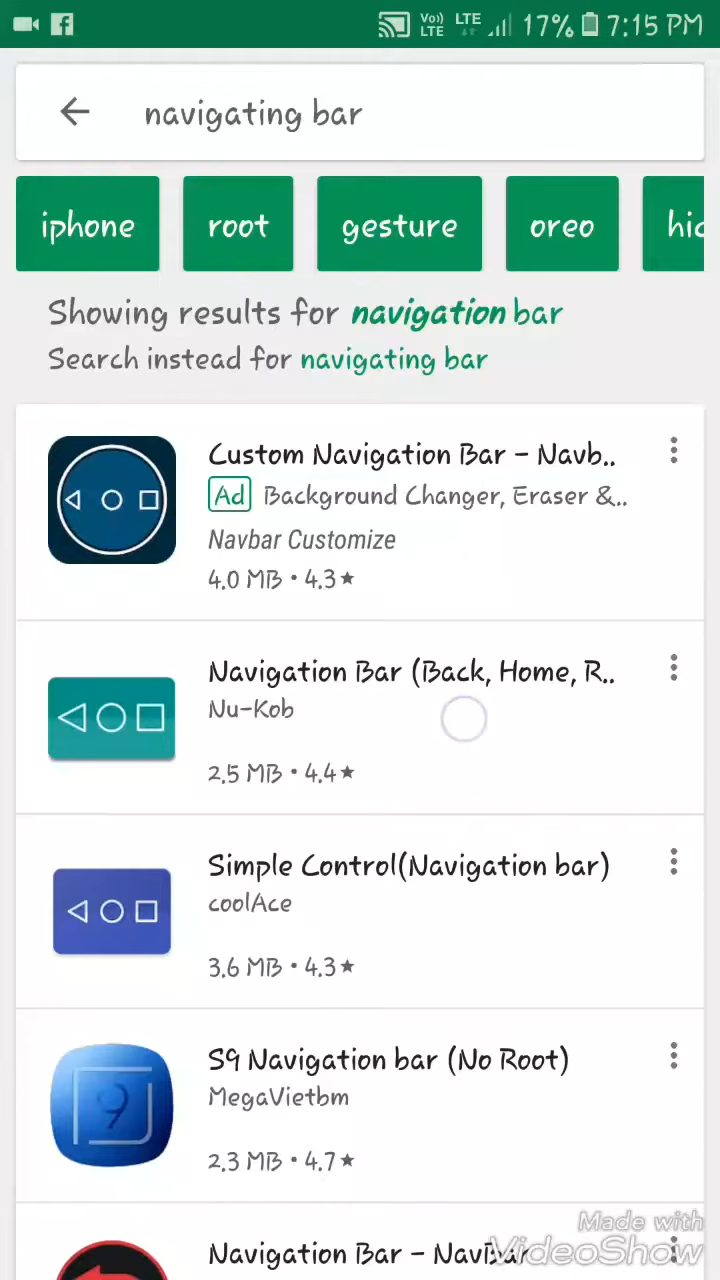 Vo)) LTE LTE 17% 7:15 PM
navigating bar
iphone root gesture oreo hic
Showing results for navigation bar
Search instead for navigating bar
Custom Navigation Bar - Navb..
Ad Background Changer, Eraser &..
Navbar Customize
4.0 MB • 4.3★
Navigation Bar (Back, Home, R..
Nu-Kob
2.5 MB • 4.4★
Simple Control(Navigation bar)
coolAce
3.6 MB • 4.3★
9
S9 Navigation bar (No Root)
MegaVietbm
2.3 MB • 4.7★
Navigation Bar - NavBar
Made with
VideoShow